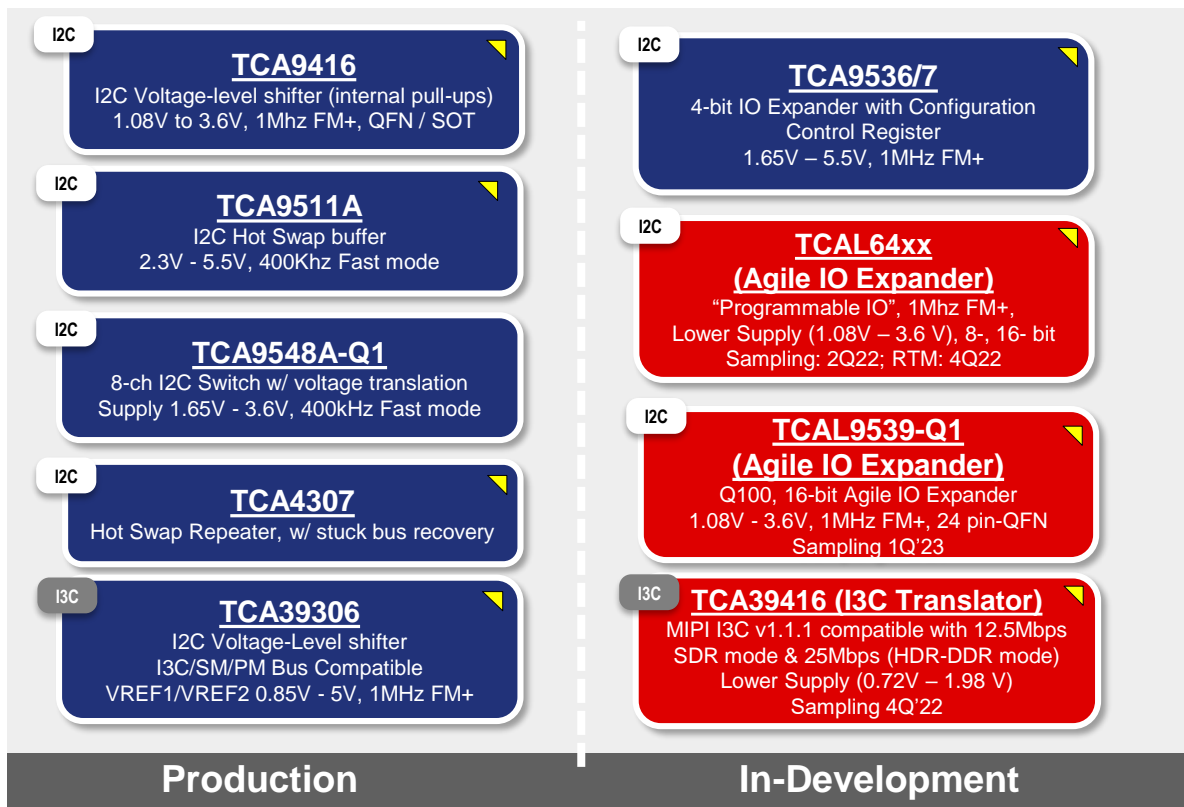 I2C
TCA9416
I2C Voltage-level shifter (internal pull-ups)
1.08V to 3.6V, 1Mhz FM+, QFN / SOT
I2C
TCA9511A
I2C Hot Swap buffer
2.3V - 5.5V, 400Khz Fast mode
I2C
TCA9548A-Q1
8-ch I2C Switch w/ voltage translation
Supply 1.65V - 3.6V, 400kHz Fast mode
I2C
TCA4307
Hot Swap Repeater, w/ stuck bus recovery
I3C
TCA39306
I2C Voltage-Level shifter
I3C/SM/PM Bus Compatible
VREF1/VREF2 0.85V - 5V, 1MHz FM+
Production
I2C
TCA9536/7
4-bit IO Expander with Configuration
Control Register
1.65V – 5.5V, 1MHz FM+
I2C
TCAL64xx
(Agile IO Expander)
“Programmable IO”, 1Mhz FM+,
Lower Supply (1.08V – 3.6 V), 8-, 16- bit
Sampling: 2Q22; RTM: 4Q22
I2C
TCAL9539-Q1
(Agile IO Expander)
Q100, 16-bit Agile IO Expander
1.08V - 3.6V, 1MHz FM+, 24 pin-QFN
Sampling 1Q’23
I3C
TCA39416 (I3C Translator)
MIPI I3C v1.1.1 compatible with 12.5Mbps
SDR mode & 25Mbps (HDR-DDR mode)
Lower Supply (0.72V – 1.98 V)
Sampling 4Q’22
In-Development